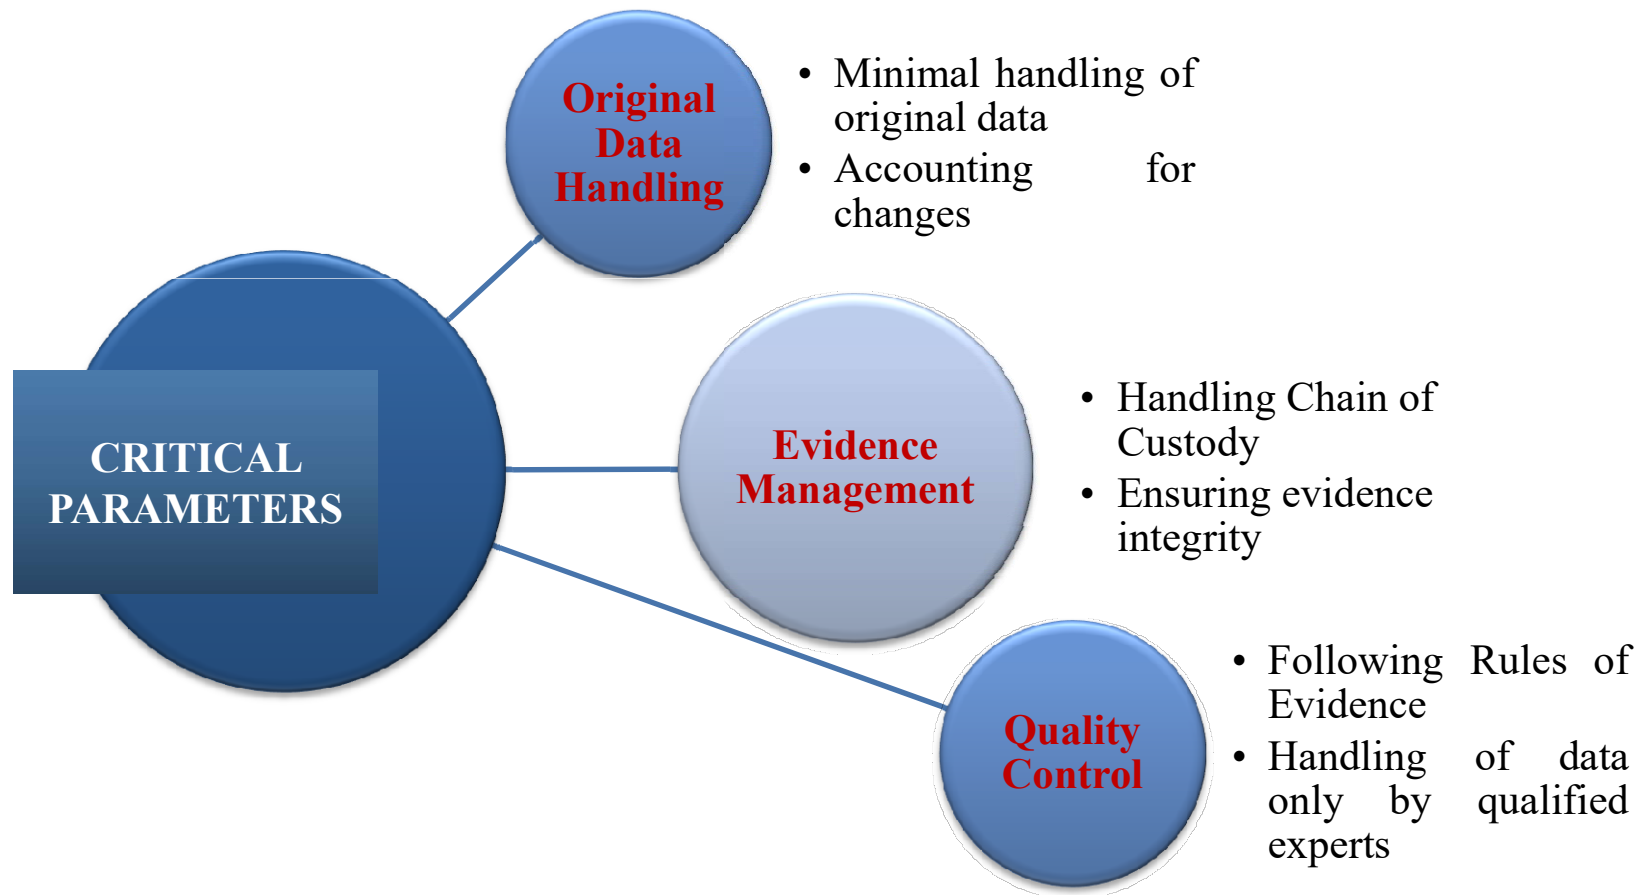 CRITICAL
PARAMETERS
Original
Data
Handling
• Minimal handling of
original data
• Accounting for
changes
Evidence
Management
• Handling Chain of
Custody
• Ensuring evidence
integrity
Quality
Control
• Following Rules of
Evidence
• Handling of data
only by qualified
experts